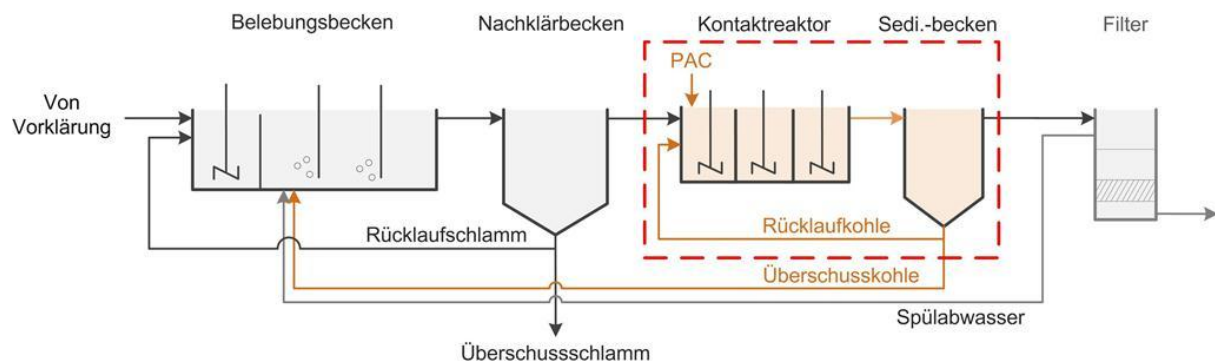 Belebungsbecken
Nachklärbecken
Kontaktreaktor
Sedi.-becken
Filter
PAC
Von
Vorklärung
Rücklaufschlamm
Rücklaufkohle
Überschusskohle
Spülabwasser
Überschussschlamm